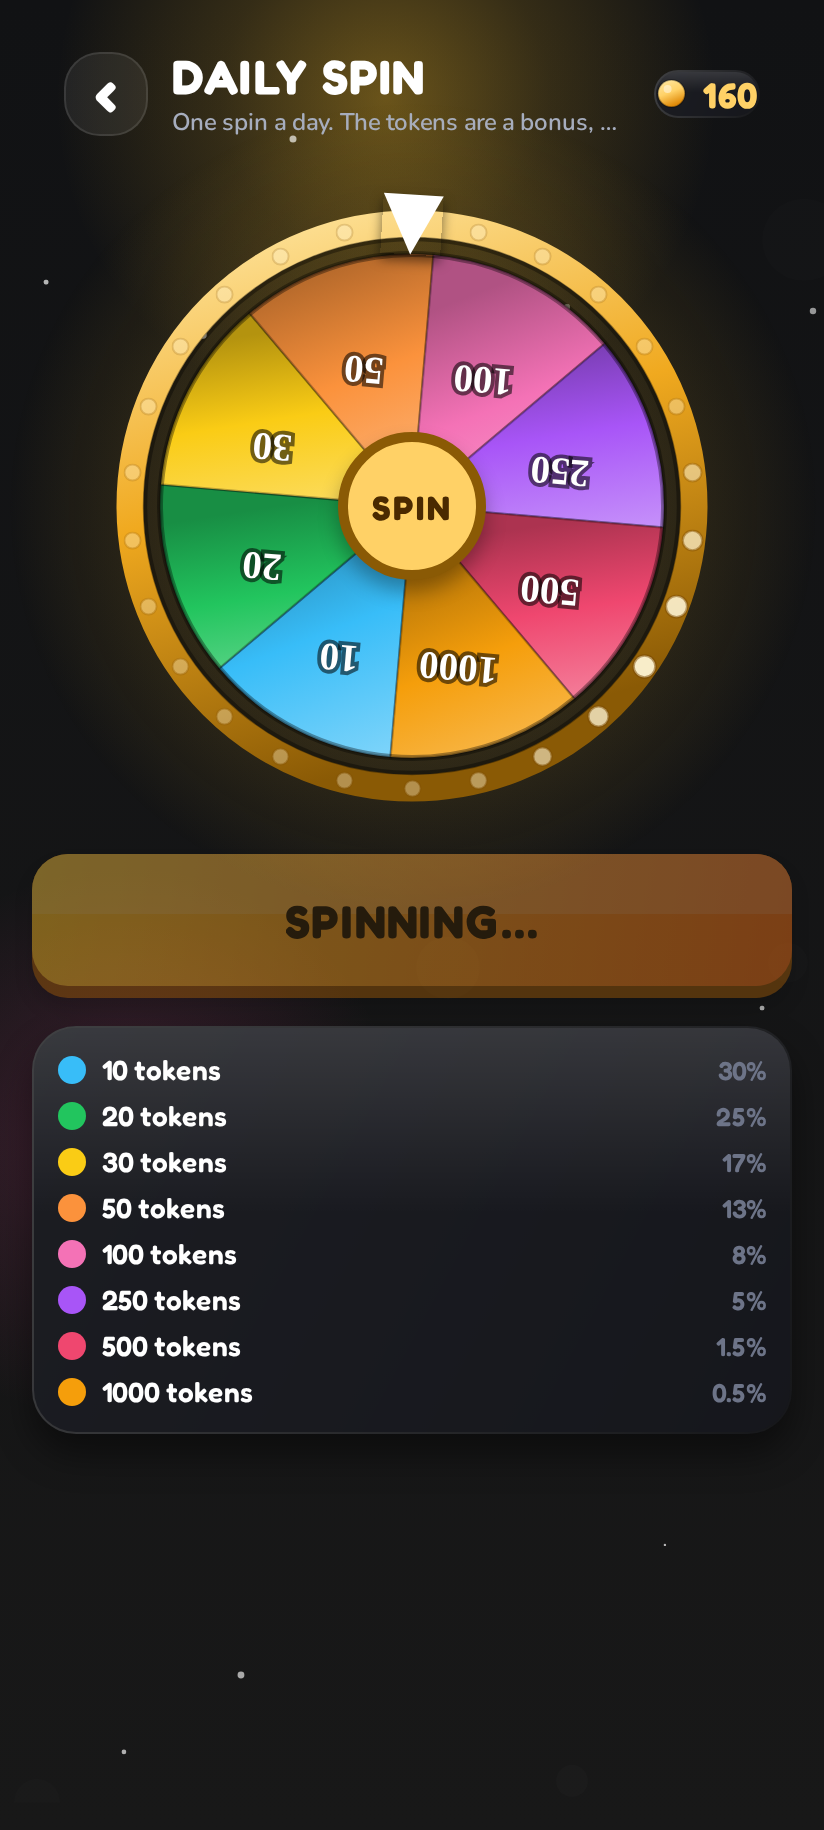 DAILY SPIN
One spin a day. The tokens are a bonus, ...
160
50
100
30
250
20
500
10
1000
SPIN
SPINNING...
10 tokens 30%
20 tokens 25%
30 tokens 17%
50 tokens 13%
100 tokens 8%
250 tokens 5%
500 tokens 1.5%
1000 tokens 0.5%